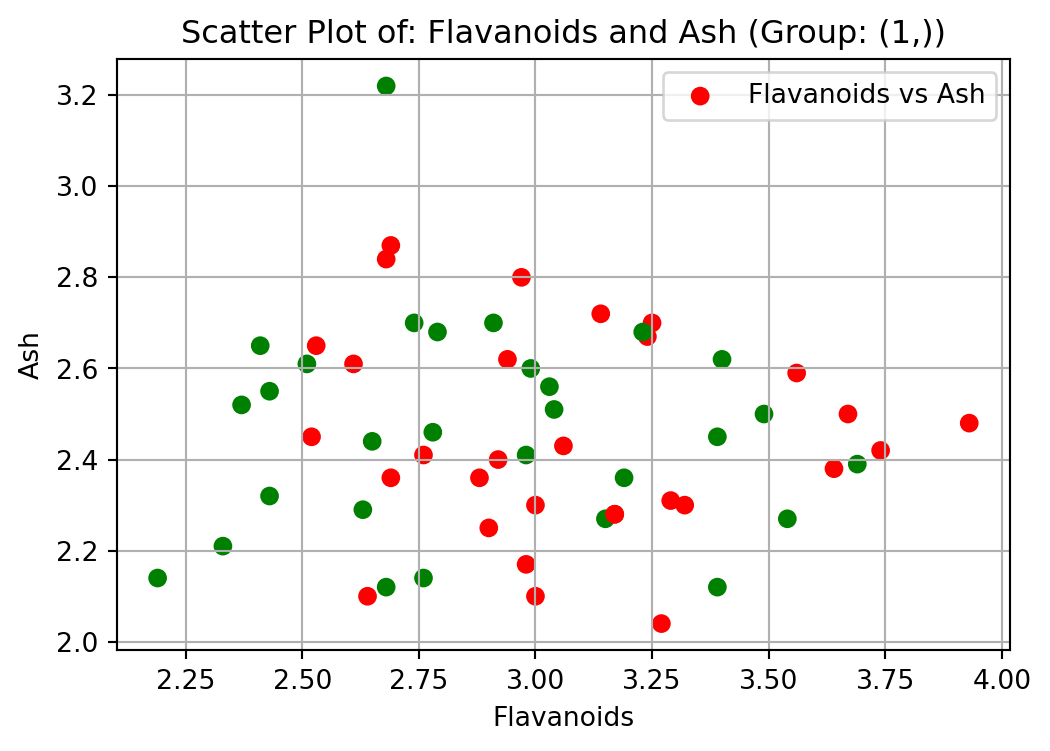 Scatter Plot of: Flavanoids and Ash (Group: (1,))
Flavanoids vs Ash
3.2
3.0
2.8
2.6
2.4
2.2
2.0
Ash
2.25 2.50 2.75 3.00 3.25 3.50 3.75 4.00
Flavanoids